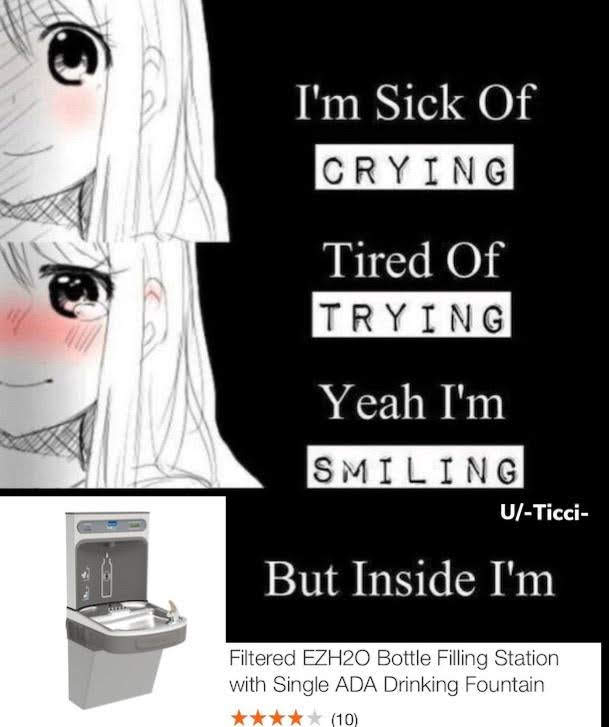 I'm Sick Of
CRYING
Tired Of
TRYING
Yeah I'm
SMILING
U/-Ticci-
But Inside I'm
Filtered EZH2O Bottle Filling Station
with Single ADA Drinking Fountain
(10)